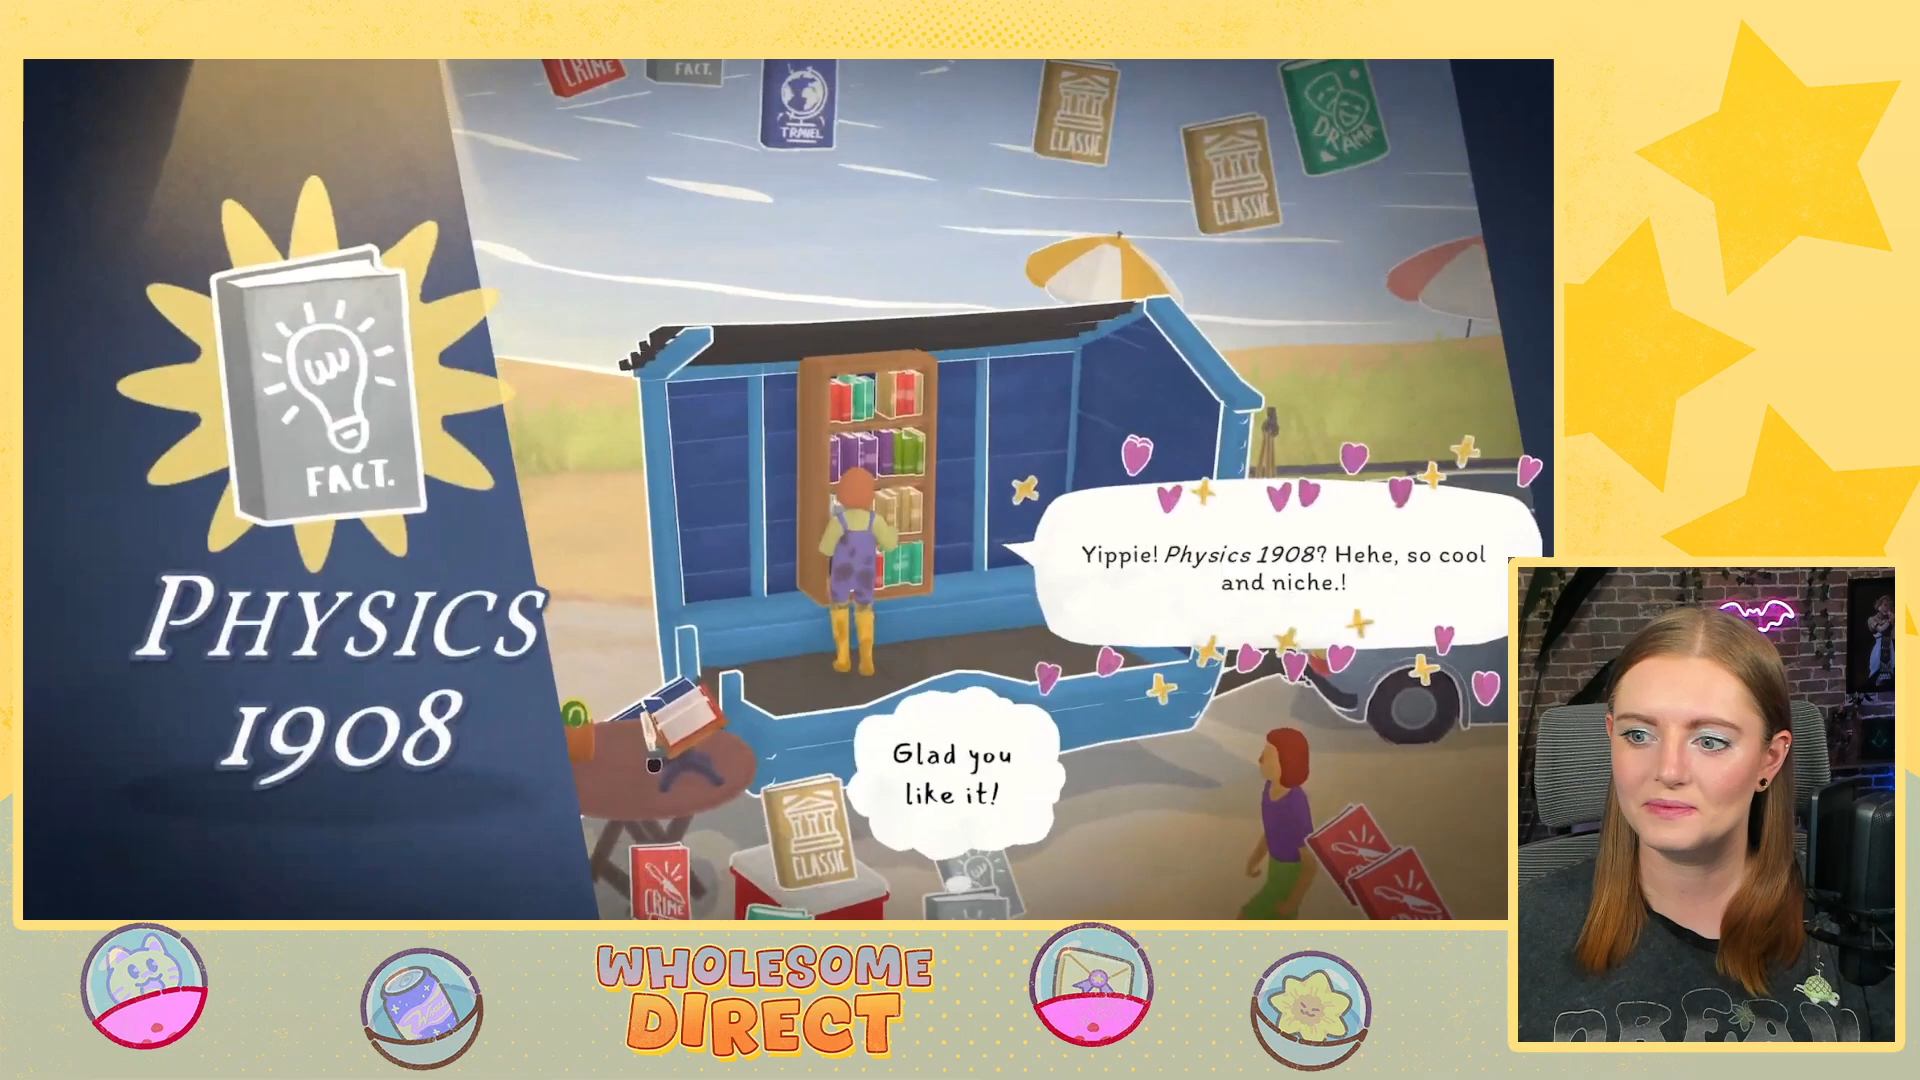 CRIME
FACT.
TRAVEL
CLASSIC
CLASSIC
DRAMA
FACT.
PHYSICS
1908
Yippie! Physics 1908? Hehe, so cool
and niche.!
Glad you
like it!
CLASSIC
CRIME
WHOLESOME
DIRECT